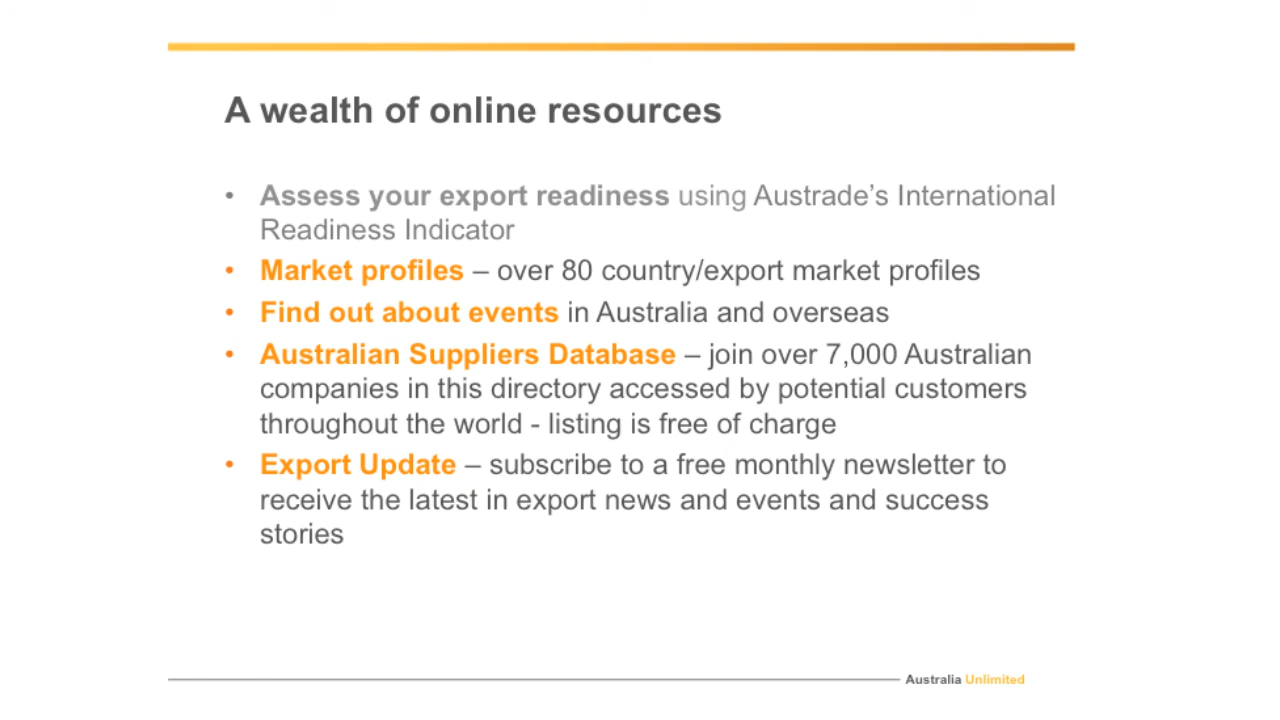 A wealth of online resources
• Assess your export readiness using Austrade’s International
Readiness Indicator
• Market profiles – over 80 country/export market profiles
• Find out about events in Australia and overseas
• Australian Suppliers Database – join over 7,000 Australian
companies in this directory accessed by potential customers
throughout the world - listing is free of charge
• Export Update – subscribe to a free monthly newsletter to
receive the latest in export news and events and success
stories
Australia Unlimited